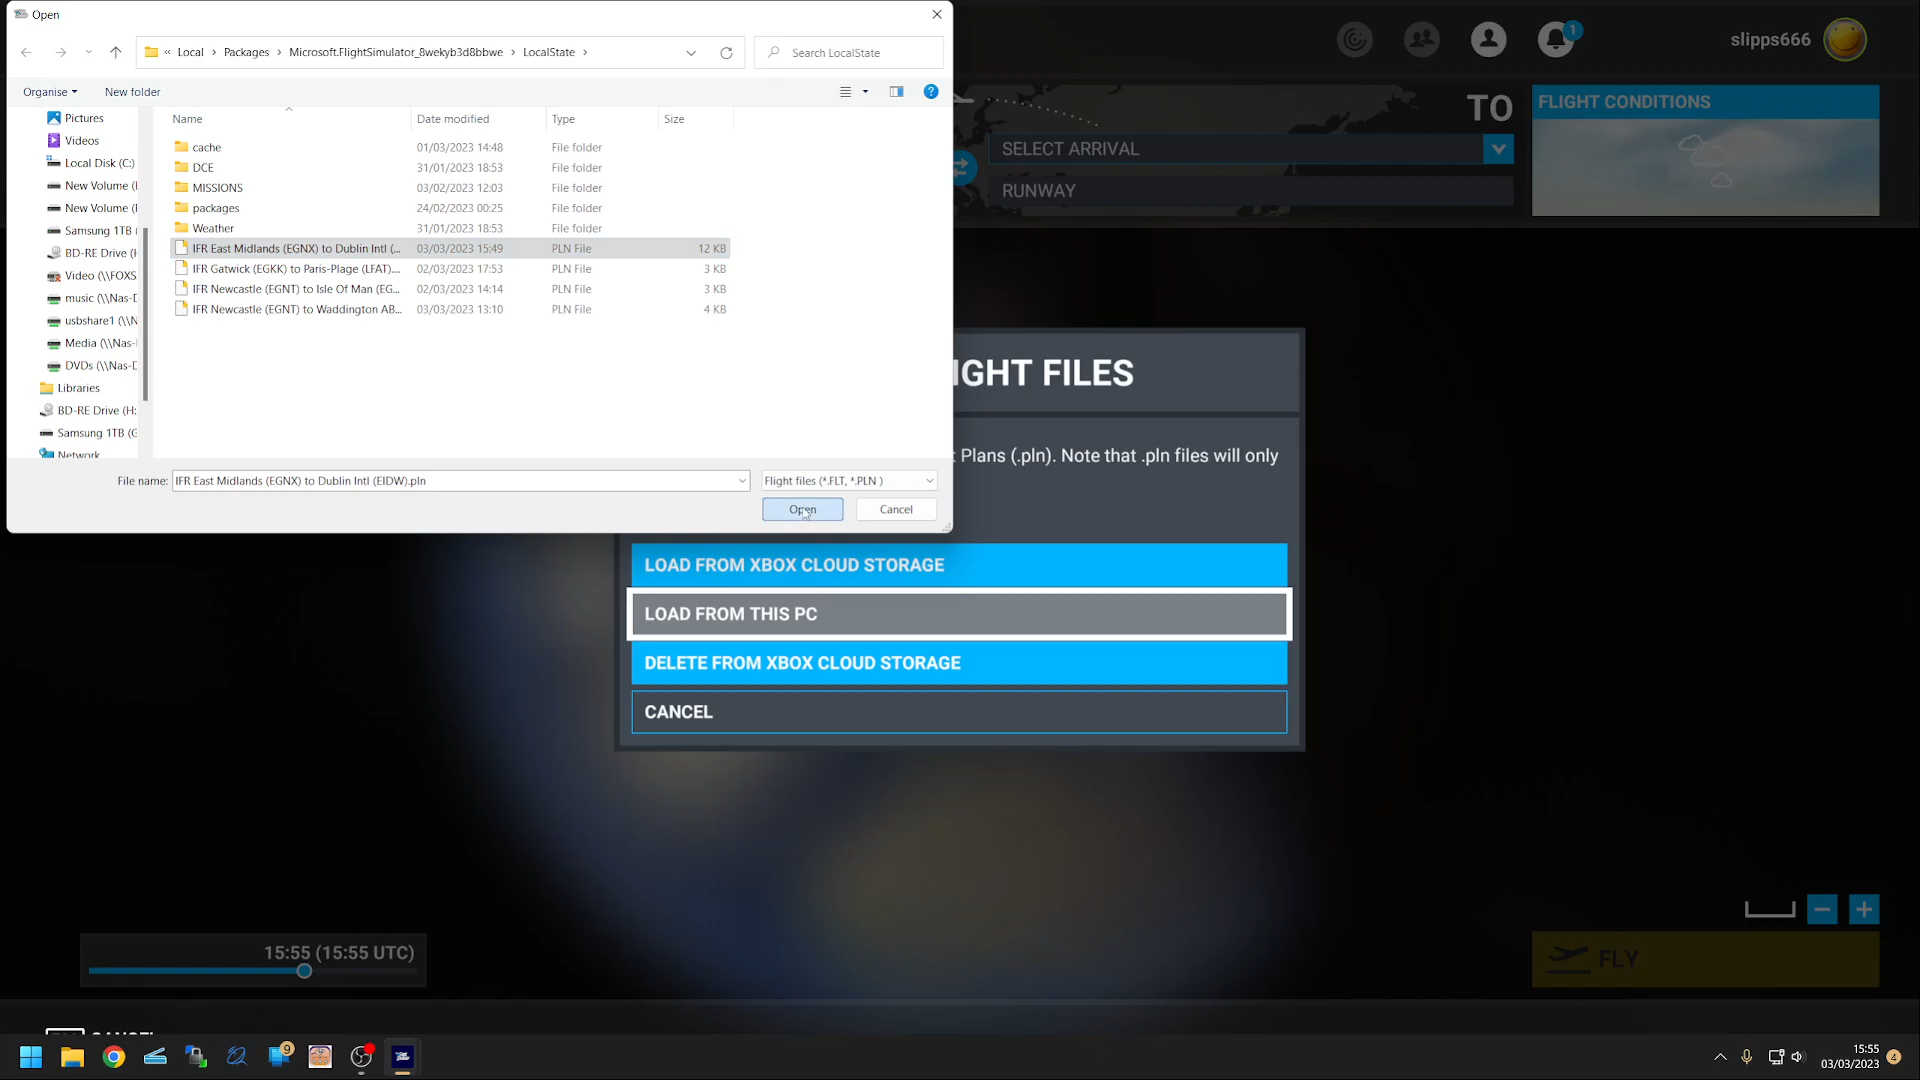 Open
Local
Packages
Microsoft.FlightSimulator_8wekyb3d8bbwe
LocalState
Search LocalState
slipps666
1
Organise
New folder
Name
Date modified
Type
Size
Pictures
Videos
Local Disk (C:)
New Volume (
New Volume (
Samsung 1TB
BD-RE Drive (
Video (\\FOXS
music (\\Nas-D
usbshare1 (\\N
Media (\\Nas-
DVDs (\\Nas-D
Libraries
BD-RE Drive (H:
Samsung 1TB (G
Network
cache 01/03/2023 14:48 File folder
DCE 31/01/2023 18:53 File folder
MISSIONS 03/02/2023 12:03 File folder
packages 24/02/2023 00:25 File folder
Weather 31/01/2023 18:53 File folder
IFR East Midlands (EGNX) to Dublin Intl (... 03/03/2023 15:49 PLN File 12 KB
IFR Gatwick (EGKK) to Paris-Plage (LFAT).... 02/03/2023 17:53 PLN File 3 KB
IFR Newcastle (EGNT) to Isle Of Man (EG... 02/03/2023 14:14 PLN File 3 KB
IFR Newcastle (EGNT) to Waddington AB... 03/03/2023 13:10 PLN File 4 KB
File name: IFR East Midlands (EGNX) to Dublin Intl (EIDW).pln
Flight files (*.FLT, *.PLN )
Open
Cancel
TO
SELECT ARRIVAL
RUNWAY
FLIGHT CONDITIONS
IGHT FILES
t Plans (.pln). Note that .pln files will only
LOAD FROM XBOX CLOUD STORAGE
LOAD FROM THIS PC
DELETE FROM XBOX CLOUD STORAGE
CANCEL
15:55 (15:55 UTC)
FLY
9
15:55
03/03/2023
4